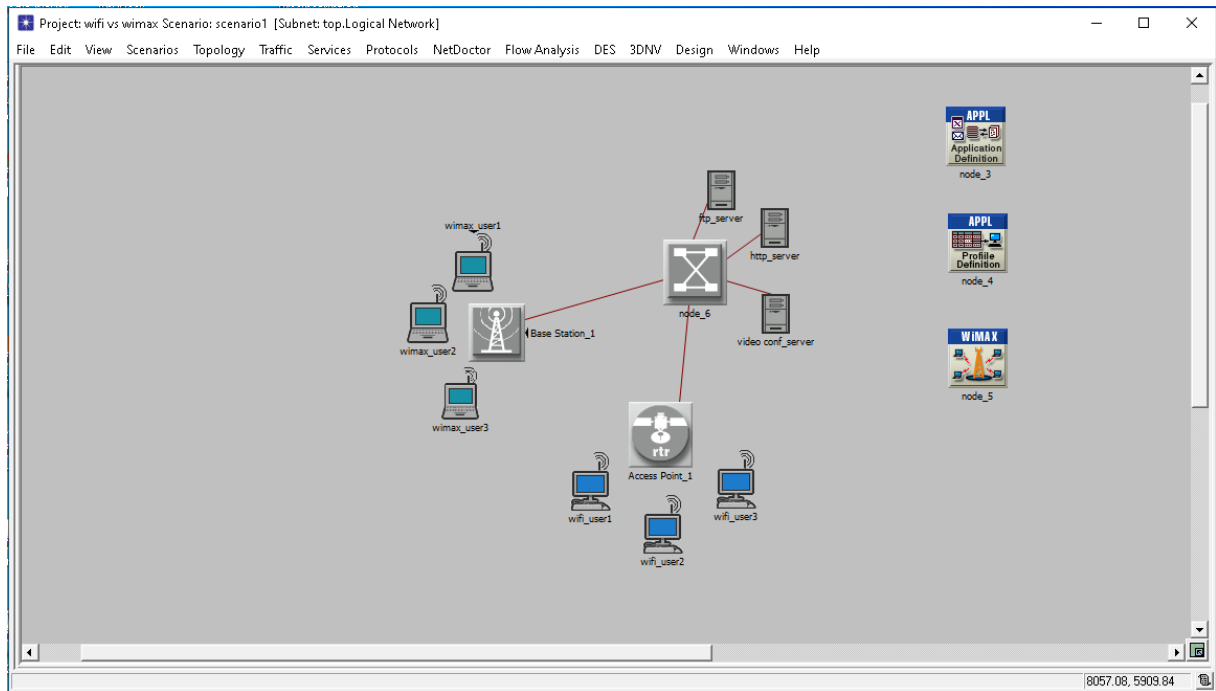 Project: wifi vs wimax Scenario: scenario1 [Subnet: top.Logical Network]
File Edit View Scenarios Topology Traffic Services Protocols NetDoctor Flow Analysis DES 3DNV Design Windows Help
APPL
Application
Definition
node_3
ftp_server
http_server
APPL
Profiile
Definition
node_4
wimax_user1
node_6
video conf_server
Base Station_1
wimax_user2
WiMAX
node_5
wimax_user3
rtr
Access Point_1
wifi_user1
wifi_user3
wifi_user2
8057.08, 5909.84